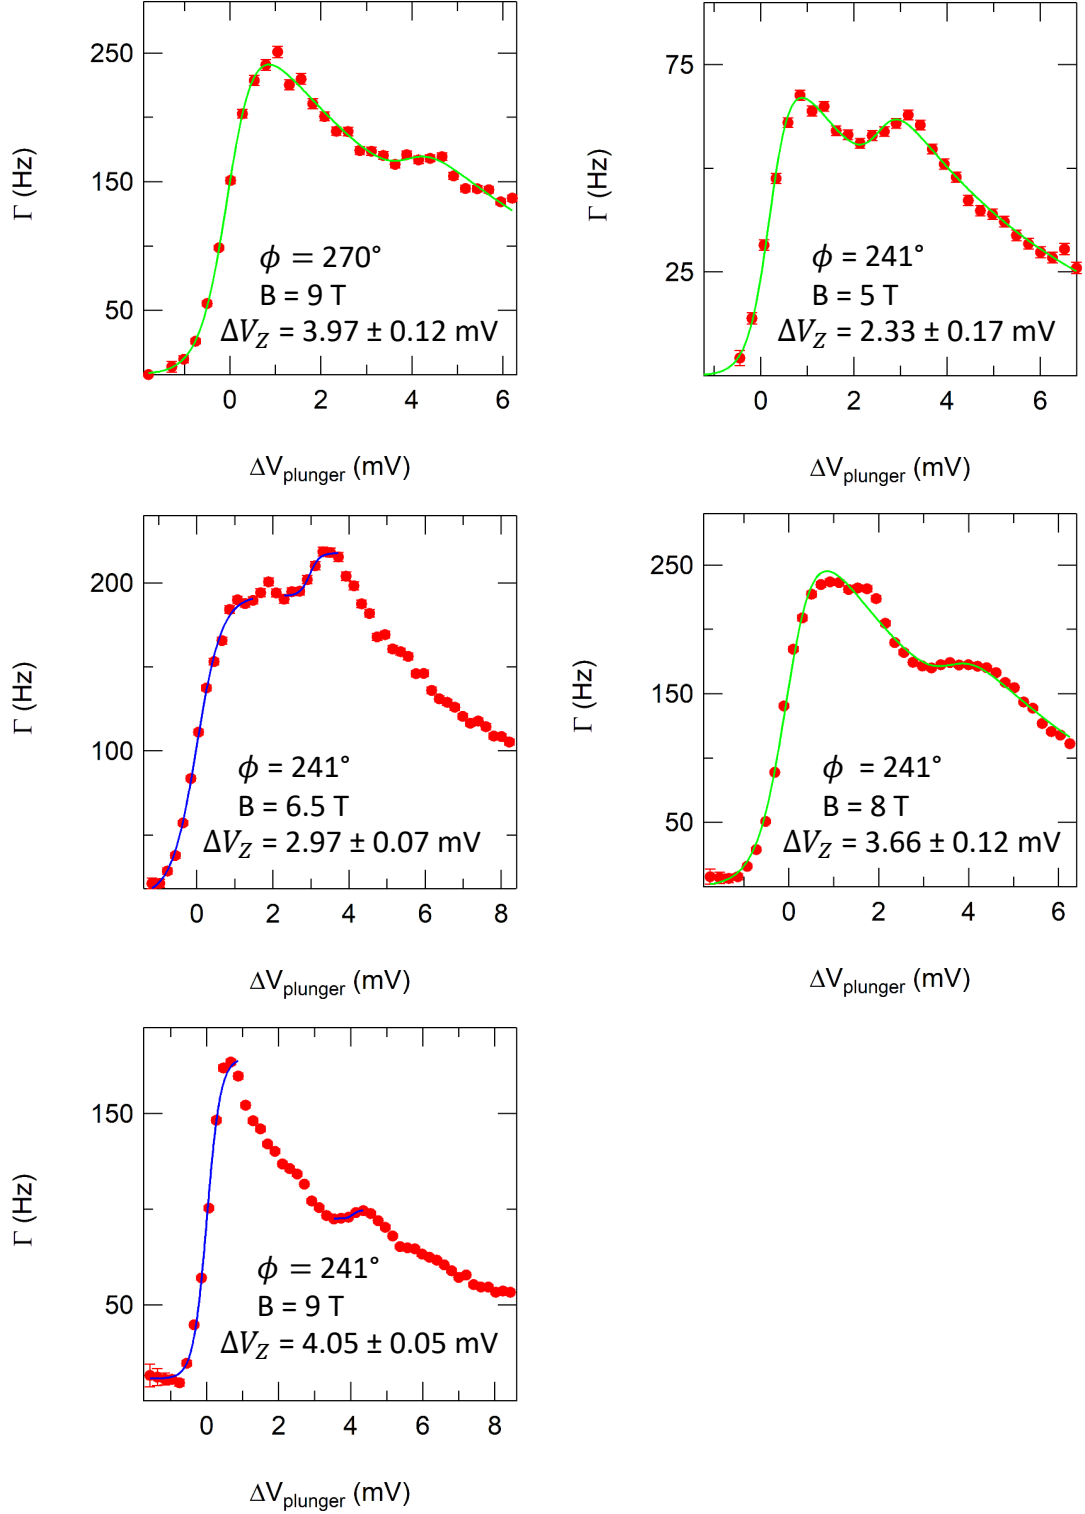 250
150
50
Γ (Hz)
ϕ = 270°
B = 9 T
ΔV_Z = 3.97 ± 0.12 mV
0 2 4 6
ΔV_plunger (mV)
75
25
Γ (Hz)
ϕ = 241°
B = 5 T
ΔV_Z = 2.33 ± 0.17 mV
0 2 4 6
ΔV_plunger (mV)
200
100
Γ (Hz)
ϕ = 241°
B = 6.5 T
ΔV_Z = 2.97 ± 0.07 mV
0 2 4 6 8
ΔV_plunger (mV)
250
150
50
Γ (Hz)
ϕ = 241°
B = 8 T
ΔV_Z = 3.66 ± 0.12 mV
0 2 4 6
ΔV_plunger (mV)
150
50
Γ (Hz)
ϕ = 241°
B = 9 T
ΔV_Z = 4.05 ± 0.05 mV
0 2 4 6 8
ΔV_plunger (mV)